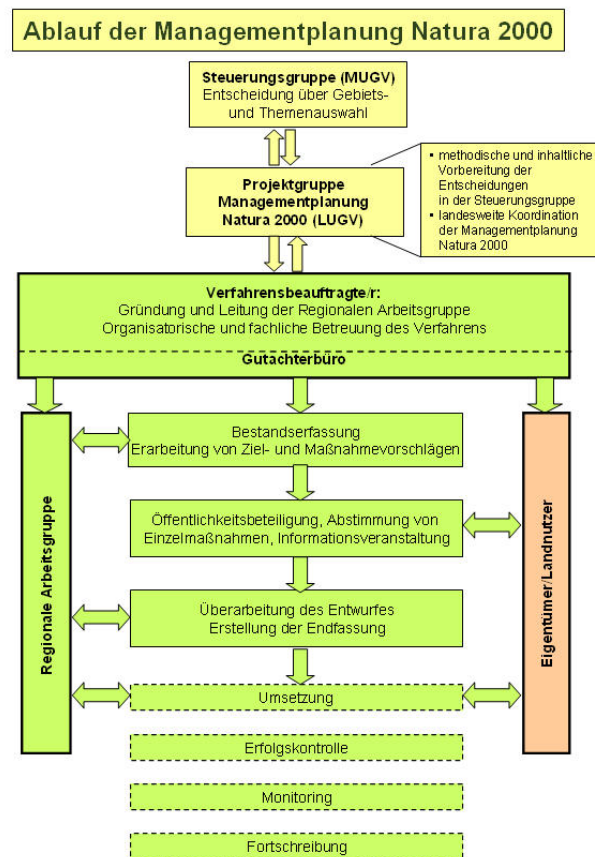 Ablauf der Managementplanung Natura 2000
Steuerungsgruppe (MUGV)
Entscheidung über Gebiets-
und Themenauswahl
Projektgruppe
Managementplanung
Natura 2000 (LUGV)
▪ methodische und inhaltliche
Vorbereitung der
Entscheidungen
in der Steuerungsgruppe
▪ landesweite Koordination
der Managementplanung
Natura 2000
Verfahrensbeauftragte/r:
Gründung und Leitung der Regionalen Arbeitsgruppe
Organisatorische und fachliche Betreuung des Verfahrens
Gutachterbüro
Regionale Arbeitsgruppe
Bestandserfassung
Erarbeitung von Ziel- und Maßnahmevorschlägen
Öffentlichkeitsbeteiligung, Abstimmung von
Einzelmaßnahmen, Informationsveranstaltung
Überarbeitung des Entwurfes
Erstellung der Endfassung
Umsetzung
Erfolgskontrolle
Monitoring
Fortschreibung
Eigentümer/Landnutzer